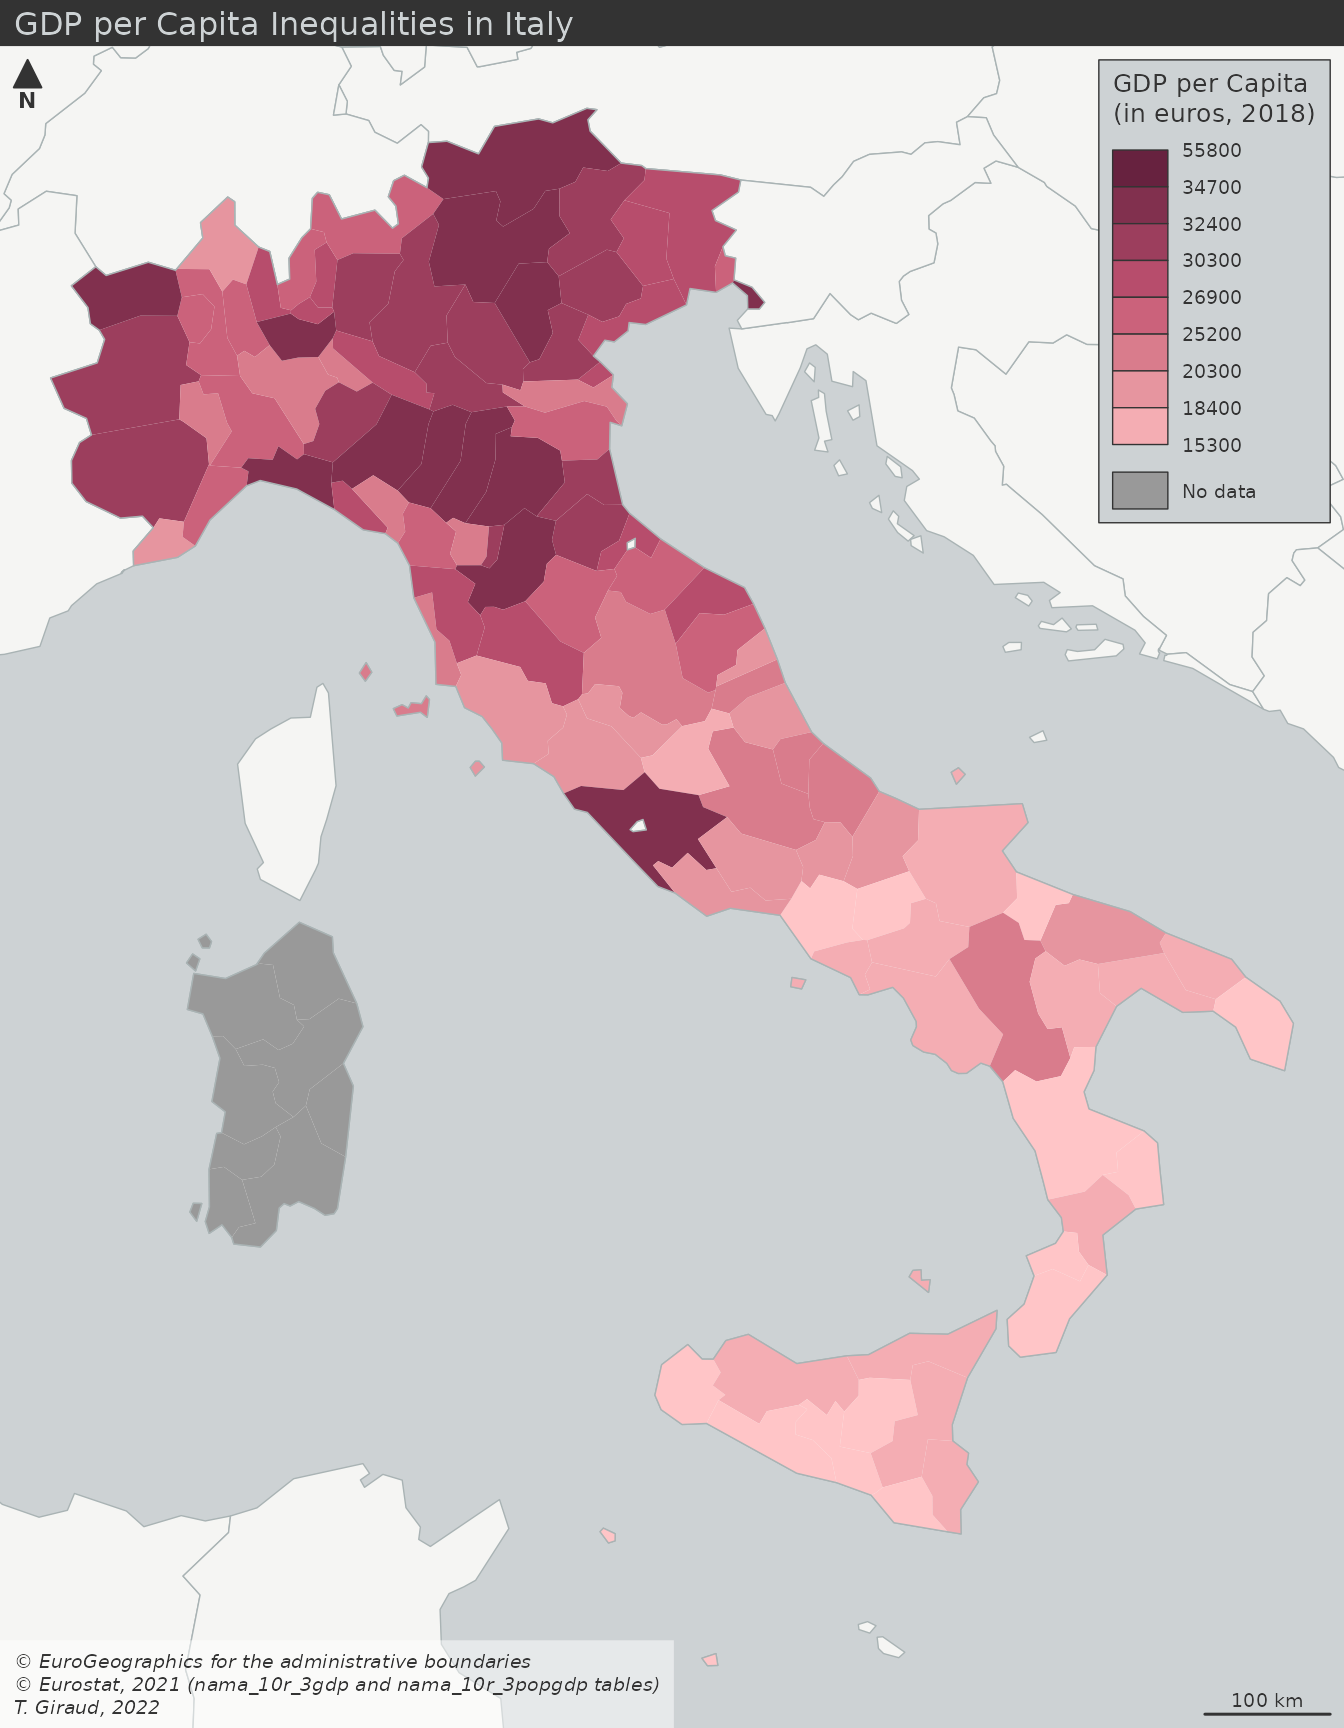 GDP per Capita Inequalities in Italy
N
GDP per Capita
(in euros, 2018)
55800
34700
32400
30300
26900
25200
20300
18400
15300
No data
© EuroGeographics for the administrative boundaries
© Eurostat, 2021 (nama_10r_3gdp and nama_10r_3popgdp tables)
T. Giraud, 2022
100 km